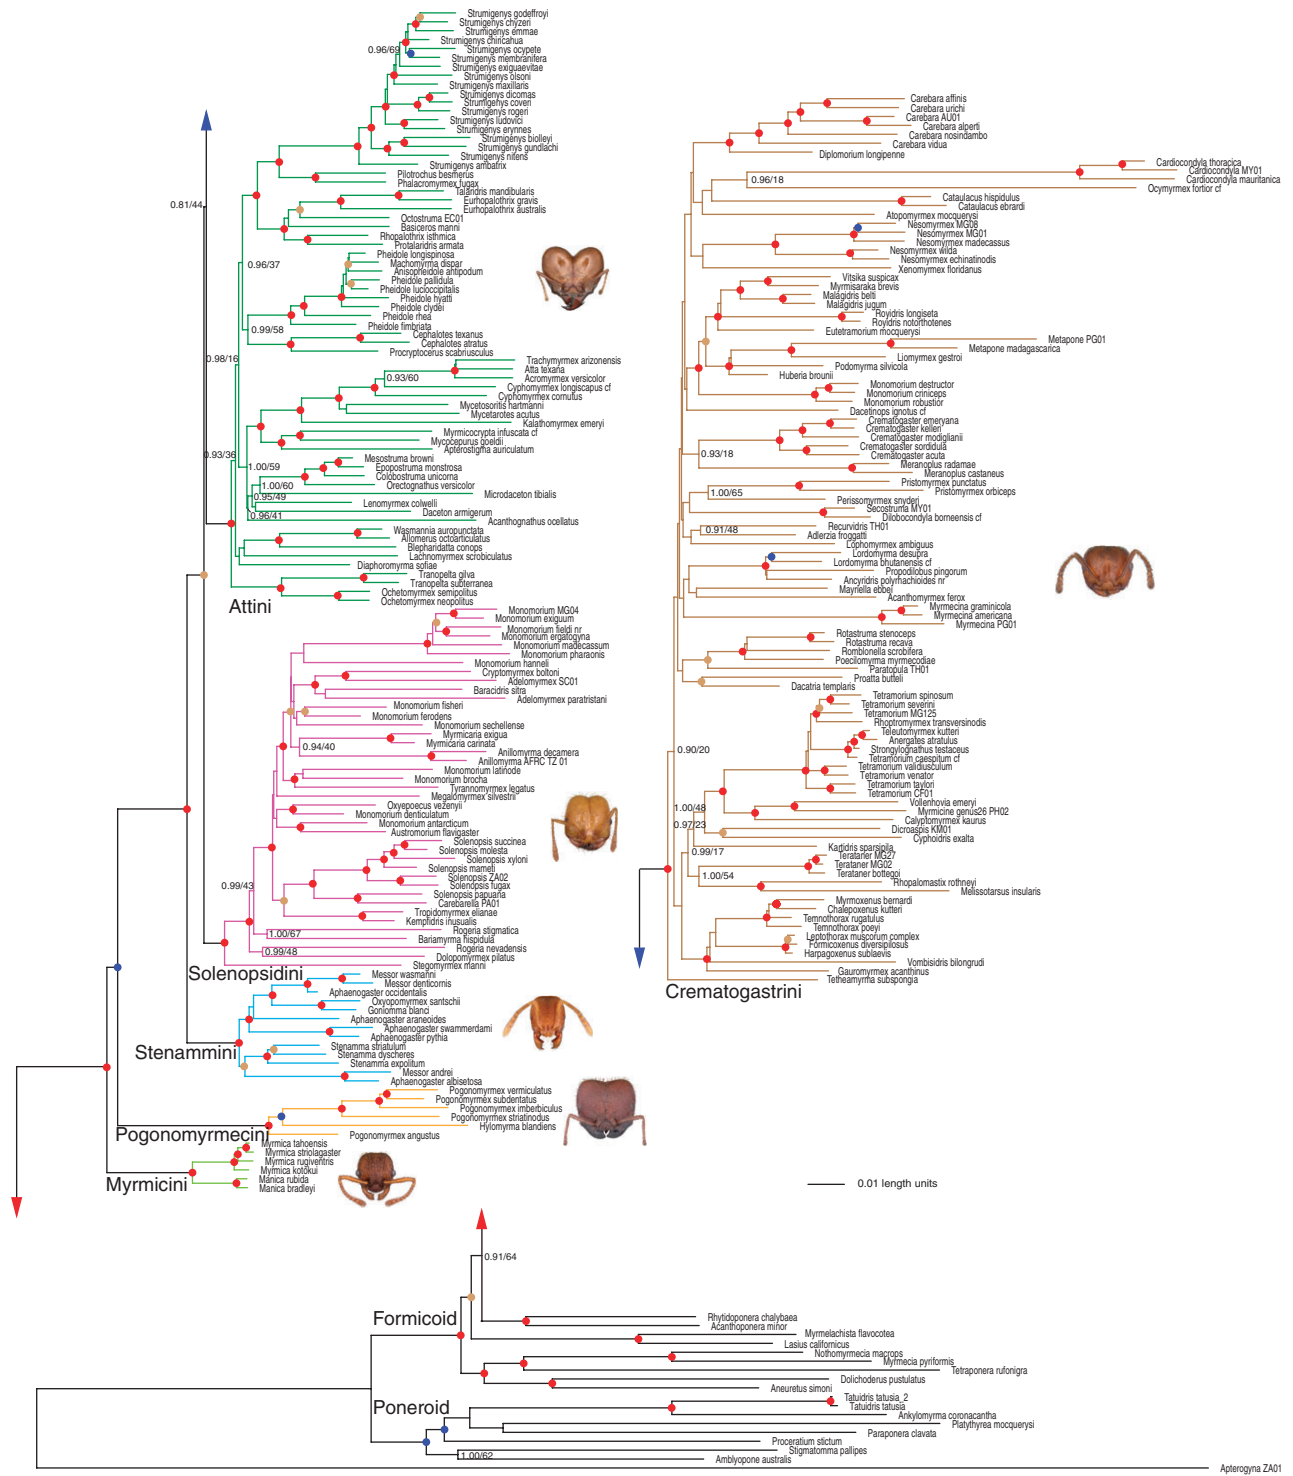 Strumigenys godeffroyi
Strumigenys chyzeri
Strumigenys emmae
Strumigenys chiricahua
Strumigenys ocypete
0.96/69
Strumigenys membranifera
Strumigenys exiguaevitae
Strumigenys olsoni
Strumigenys maxillaris
Strumigenys dicomas
Strumigenys coveri
Strumigenys rogeri
Strumigenys ludovici
Strumigenys erynnes
Strumigenys biolleyi
Strumigenys gundlachi
Strumigenys nitens
Strumigenys ambatrix
Pilotrochus besmerus
Phalacromyrmex fugax
Talaridris mandibularis
Eurhopalothrix gravis
0.81/44
Eurhopalothrix australis
Octostruma EC01
Basiceros manni
Rhopalothrix isthmica
Protalaridris armata
Pheidole longispinosa
0.96/37
Machomyrma dispar
Anisopheidole antipodum
Pheidole pallidula
Pheidole lucioccipitalis
Pheidole hyatti
Pheidole clydei
Pheidole rhea
Pheidole fimbriata
0.99/58
Cephalotes texanus
Cephalotes atratus
Procryptocerus scabriusculus
0.98/16
Trachymyrmex arizonensis
Atta texana
0.93/60
Acromyrmex versicolor
Cyphomyrmex longiscapus cf
Cyphomyrmex cornutus
Mycetosoritis hartmanni
Mycetarotes acutus
Kalathomyrmex emeryi
Myrmicocrypta infuscata cf
Mycocepurus goeldii
Apterostigma auriculatum
0.93/36
Mesostruma browni
1.00/59
Epopostruma monstrosa
Colobostruma unicorna
1.00/60
Orectognathus versicolor
0.95/49
Microdaceton tibialis
Lenomyrmex colwelli
Daceton armigerum
0.96/41
Acanthognathus ocellatus
Wasmannia auropunctata
Allomerus octoarticulatus
Blepharidatta conops
Lachnomyrmex scrobiculatus
Diaphoromyrma sofiae
Tranopelta gilva
Tranopelta subterranea
Ochetomyrmex semipolitus
Ochetomyrmex neopolitus
Attini
Monomorium MG04
Monomorium exiguum
Monomorium fieldi nr
Monomorium ergatogyna
Monomorium madecassum
Monomorium pharaonis
Monomorium hanneli
Cryptomyrmex boltoni
Adelomyrmex SC01
Baracidris sitra
Adelomyrmex paratristani
Monomorium fisheri
Monomorium ferodens
Monomorium sechellense
Myrmicaria exigua
0.94/40
Myrmicaria carinata
Anillomyrma decamera
Anillomyrma AFRC TZ 01
Monomorium latinode
Monomorium brocha
Tyrannomyrmex legatus
Megalomyrmex silvestrii
Oxyepoecus vezenyii
Monomorium denticulatum
Monomorium antarcticum
Austromorium flavigaster
Solenopsis succinea
Solenopsis molesta
Solenopsis xyloni
Solenopsis mameti
Solenopsis ZA02
0.99/43
Solenopsis fugax
Solenopsis papuana
Carebarella PA01
Tropidomyrmex elianae
Kempfidris inusualis
Rogeria stigmatica
1.00/67
Bariamyrma hispidula
Rogeria nevadensis
0.99/48
Dolopomyrmex pilatus
Stegomyrmex manni
Solenopsidini
Messor wasmanni
Messor denticornis
Aphaenogaster occidentalis
Oxyopomyrmex santschii
Goniomma blanci
Aphaenogaster araneoides
Aphaenogaster swammerdami
Aphaenogaster pythia
Stenammini
Stenamma striatulum
Stenamma dyscheres
Stenamma expolitum
Messor andrei
Aphaenogaster albisetosa
Pogonomyrmex vermiculatus
Pogonomyrmex subdentatus
Pogonomyrmex imberbiculus
Pogonomyrmex striatinodus
Hylomyrma blandiens
Pogonomyrmecini
Pogonomyrmex angustus
Myrmica tahoensis
Myrmica striolagaster
Myrmica rugiventris
Myrmica kotokui
Manica rubida
Manica bradleyi
Myrmicini
Carebara affinis
Carebara urichi
Carebara AU01
Carebara alperti
Carebara nosindambo
Carebara vidua
Diplomorium longipenne
Cardiocondyla thoracica
Cardiocondyla MY01
Cardiocondyla mauritanica
0.96/18
Ocymyrmex fortior cf
Cataulacus hispidulus
Cataulacus ebrardi
Atopomyrmex mocquerysi
Nesomyrmex MG08
Nesomyrmex MG01
Nesomyrmex madecassus
Nesomyrmex wilda
Nesomyrmex echinatinodis
Xenomyrmex floridanus
Vitsika suspicax
Myrmisaraka brevis
Malagidris belti
Malagidris jugum
Royidris longiseta
Royidris notorthotenes
Eutetramorium mocquerysi
Metapone PG01
Metapone madagascarica
Liomyrmex gestroi
Podomyrma silvicola
Huberia brounii
Monomorium destructor
Monomorium criniceps
Monomorium robustior
Dacetinops ignotus cf
Crematogaster emeryana
Crematogaster kelleri
Crematogaster modiglianii
Crematogaster sordidula
Crematogaster acuta
0.93/18
Meranoplus radamae
Meranoplus castaneus
Pristomyrmex punctatus
1.00/65
Pristomyrmex orbiceps
Perissomyrmex snyderi
Secostruma MY01
Dilobocondyla borneensis cf
Recurvidris TH01
0.91/48
Adlerzia froggatti
Lophomyrmex ambiguus
Lordomyrma desupra
Lordomyrma bhutanensis cf
Propodilobus pingorum
Ancyridris polyrhachioides nr
Mayriella ebbei
Acanthomyrmex ferox
Myrmecina graminicola
Myrmecina americana
Myrmecina PG01
Rotastruma stenoceps
Rotastruma recava
Rombionella scrobifera
Poecilomyrma myrmecodiae
Paratopula TH01
Proatta butteli
Dacatria templaris
Tetramorium spinosum
Tetramorium severini
Tetramorium MG125
Rhoptromyrmex transversinodis
Teleutomyrmex kutteri
Anergates atratulus
0.90/20
Strongylognathus testaceus
Tetramorium caespitum cf
Tetramorium validiusculum
Tetramorium venator
Tetramorium taylori
Tetramorium CF01
1.00/48
Vollenhovia emeryi
Myrmicine genus26 PH02
Calyptomyrmex kaurus
0.97/23
Dicroaspis KM01
Cyphoidris exalta
Kartidris sparsipila
0.99/17
Terataner MG27
Terataner MG02
Terataner bottegoi
1.00/54
Rhopalomastix rothneyi
Melissotarsus insularis
Myrmoxenus bernardi
Chalepoxenus kutteri
Temnothorax rugatulus
Temnothorax poeyi
Leptothorax muscorum complex
Formicoxenus diversipilosus
Harpagoxenus sublaevis
Vombisidris bilongrudi
Gauromyrmex acanthinus
Tetheamyrma subspongia
Crematogastrini
0.01 length units
0.91/64
Formicoid
Rhytidoponera chalybaea
Acanthoponera minor
Myrmelachista flavocotea
Lasius californicus
Nothomyrmecia macrops
Myrmecia pyriformis
Tetraponera rufonigra
Dolichoderus pustulatus
Aneuretus simoni
Poneroid
Tatuidris tatusia_2
Tatuidris tatusia
Ankylomyrma coronacantha
Platythyrea mocquerysi
Paraponera clavata
Proceratium stictum
Stigmatomma pallipes
1.00/62
Amblyopone australis
Apterogyna ZA01